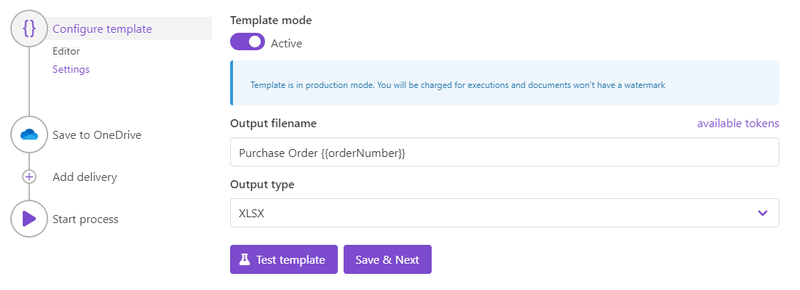 {}
Configure template
Editor
Settings
Save to OneDrive
Add delivery
Start process
Template mode
Active
Template is in production mode. You will be charged for executions and documents won't have a watermark
Output filename
available tokens
Purchase Order {{orderNumber}}
Output type
XLSX
Test template
Save & Next